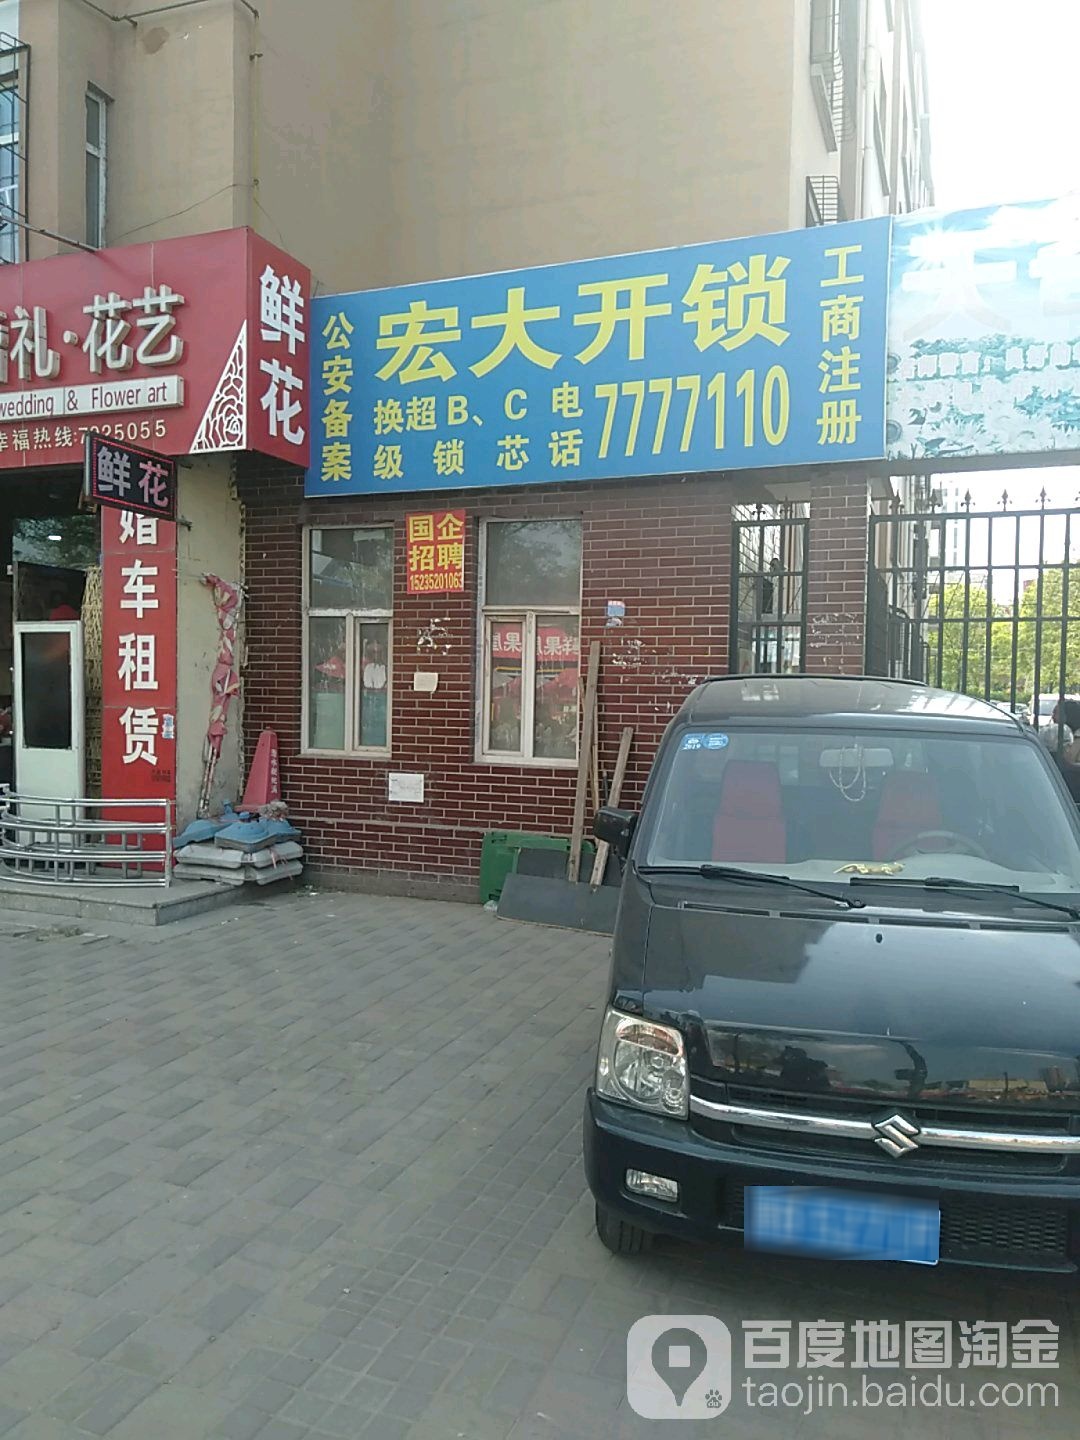 礼·花艺
wedding & Flower art
幸福热线:7025055
鲜花
鲜花
婚车租赁
公安备案
宏大开锁
换超B、C
级锁芯
电话
7777110
工商注册
国企
招聘
15235201063
2019
百度地图淘金
taojin.baidu.com